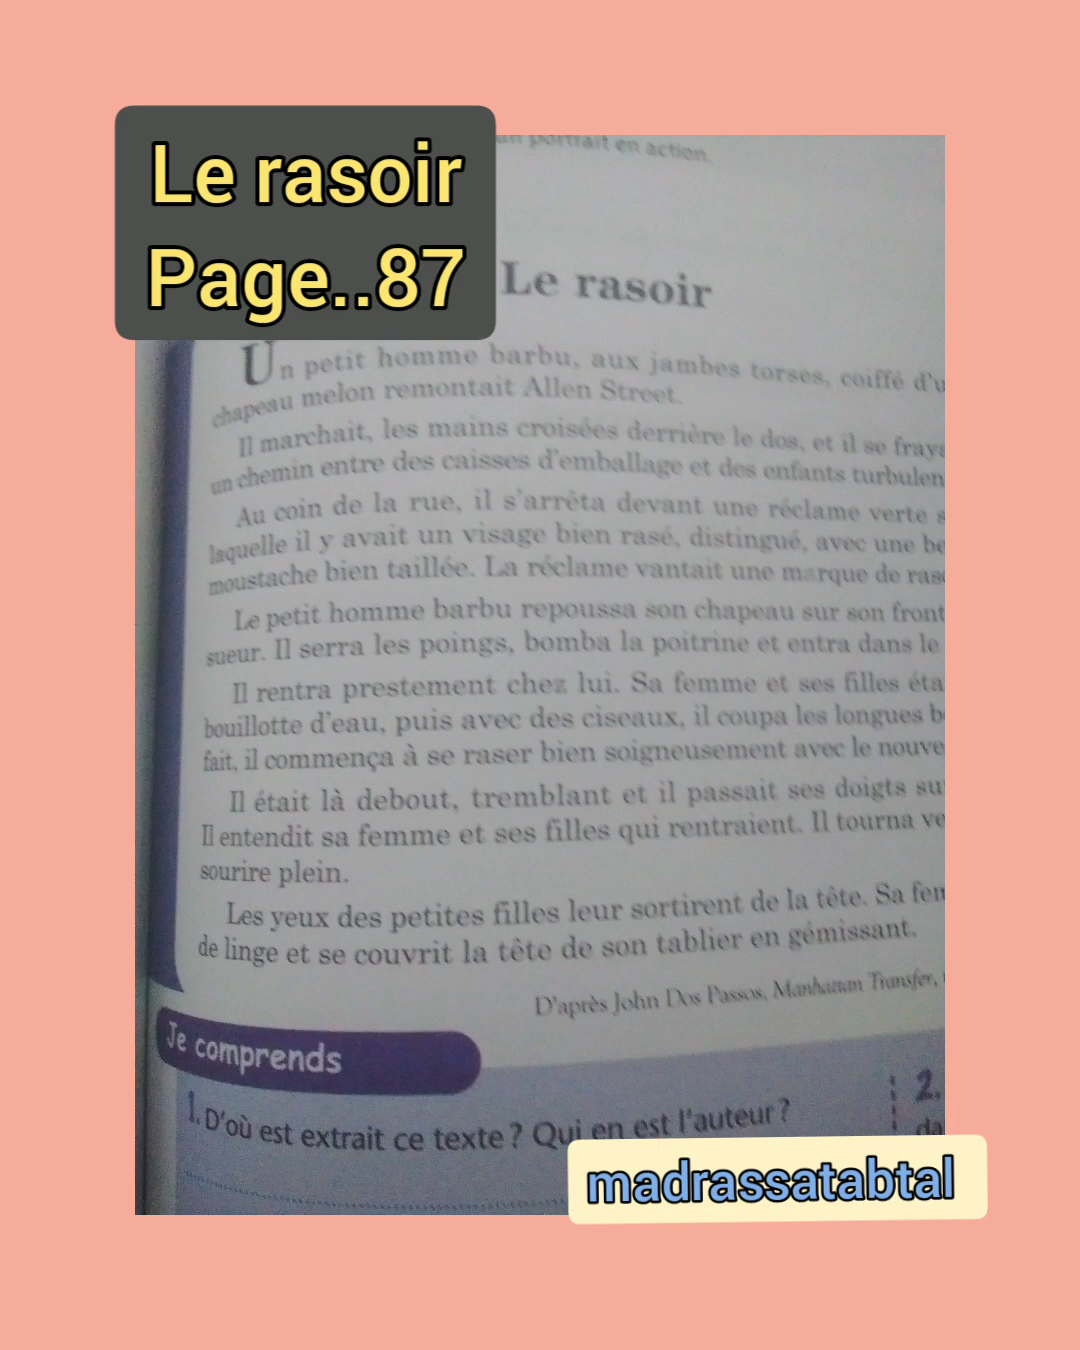 Le rasoir
Page..87
un portrait en action.
Le rasoir
Un petit homme barbu, aux jambes torses, coiffé
chapeau melon remontait Allen Street.
Il marchait, les mains croisées derrière le dos, et il se
un chemin entre des caisses d'emballage et des enfants
Au coin de la rue, il s'arrêta devant une réclame verte
laquelle il y avait un visage bien rasé, distingué, avec une
moustache bien taillée. La réclame vantait une marque de
Le petit homme barbu repoussa son chapeau sur son front
sueur. Il serra les poings, bomba la poitrine et entra dans le
Il rentra prestement chez lui. Sa femme et ses filles
bouillotte d'eau, puis avec des ciseaux, il coupa les longues
fait, il commença à se raser bien soigneusement avec le
Il était là debout, tremblant et il passait ses doigts
Il entendit sa femme et ses filles qui rentraient. Il tourna
sourire plein.
Les yeux des petites filles leur sortirent de la tête. Sa
de linge et se couvrit la tête de son tablier en gémissant.
D'après John Dos Passos, Manhattan Transfer,
Je comprends
1. D'où est extrait ce texte ? Qui en est l'auteur ?
2.
da
madrassatabtal